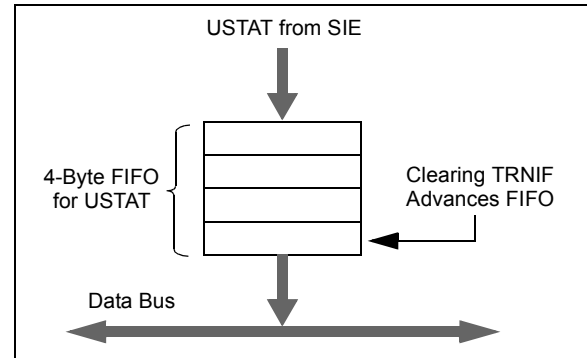 USTAT from SIE
4-Byte FIFO
for USTAT
Clearing TRNIF
Advances FIFO
Data Bus